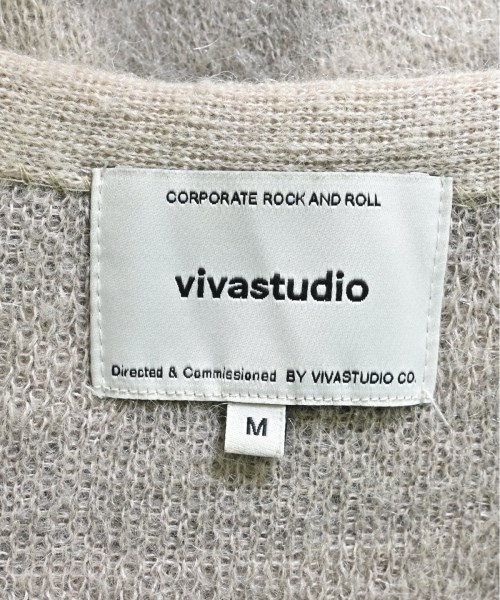 CORPORATE ROCK AND ROLL
vivastudio
Directed & Commissioned BY VIVASTUDIO CO.
M